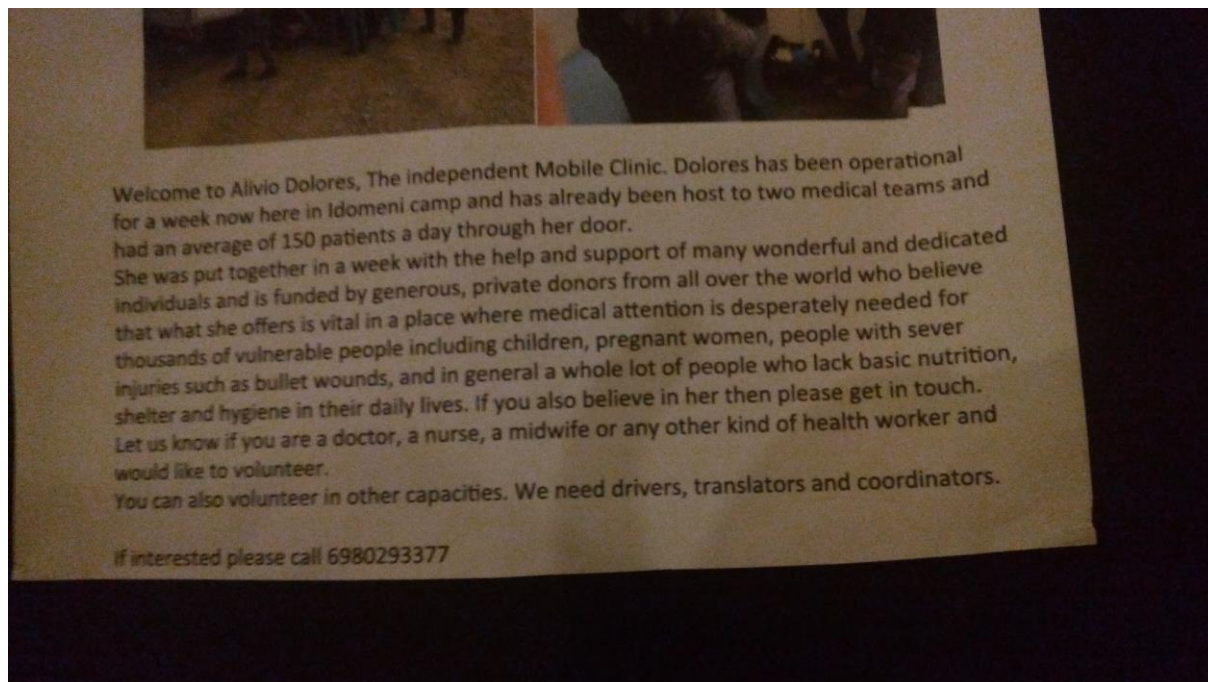 Welcome to Alivio Dolores, The independent Mobile Clinic. Dolores has been operational
for a week now here in Idomeni camp and has already been host to two medical teams and
had an average of 150 patients a day through her door.
She was put together in a week with the help and support of many wonderful and dedicated
individuals and is funded by generous, private donors from all over the world who believe
that what she offers is vital in a place where medical attention is desperately needed for
thousands of vulnerable people including children, pregnant women, people with sever
injuries such as bullet wounds, and in general a whole lot of people who lack basic nutrition,
shelter and hygiene in their daily lives. If you also believe in her then please get in touch.
Let us know if you are a doctor, a nurse, a midwife or any other kind of health worker and
would like to volunteer.
You can also volunteer in other capacities. We need drivers, translators and coordinators.
If interested please call 6980293377